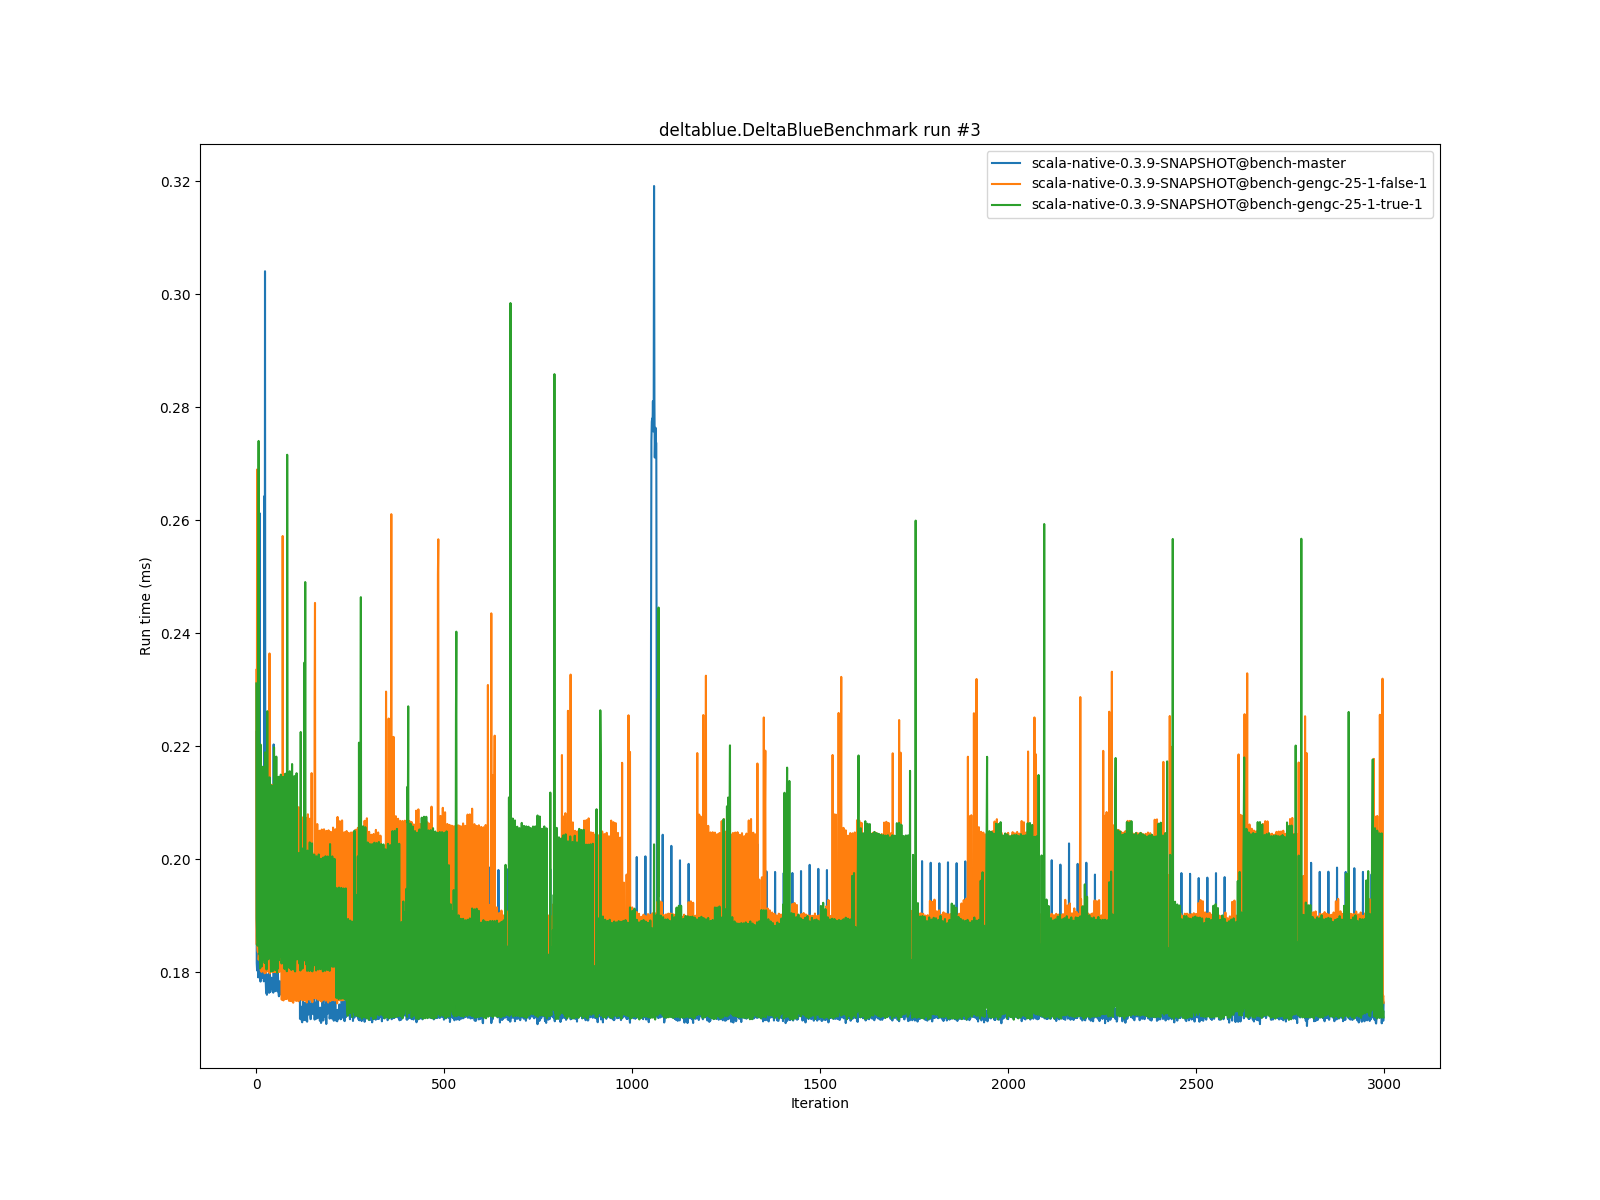 deltablue.DeltaBlueBenchmark run #3
scala-native-0.3.9-SNAPSHOT@bench-master
scala-native-0.3.9-SNAPSHOT@bench-gengc-25-1-false-1
scala-native-0.3.9-SNAPSHOT@bench-gengc-25-1-true-1
0.32
0.30
0.28
0.26
0.24
0.22
0.20
0.18
Run time (ms)
0
500
1000
1500
2000
2500
3000
Iteration